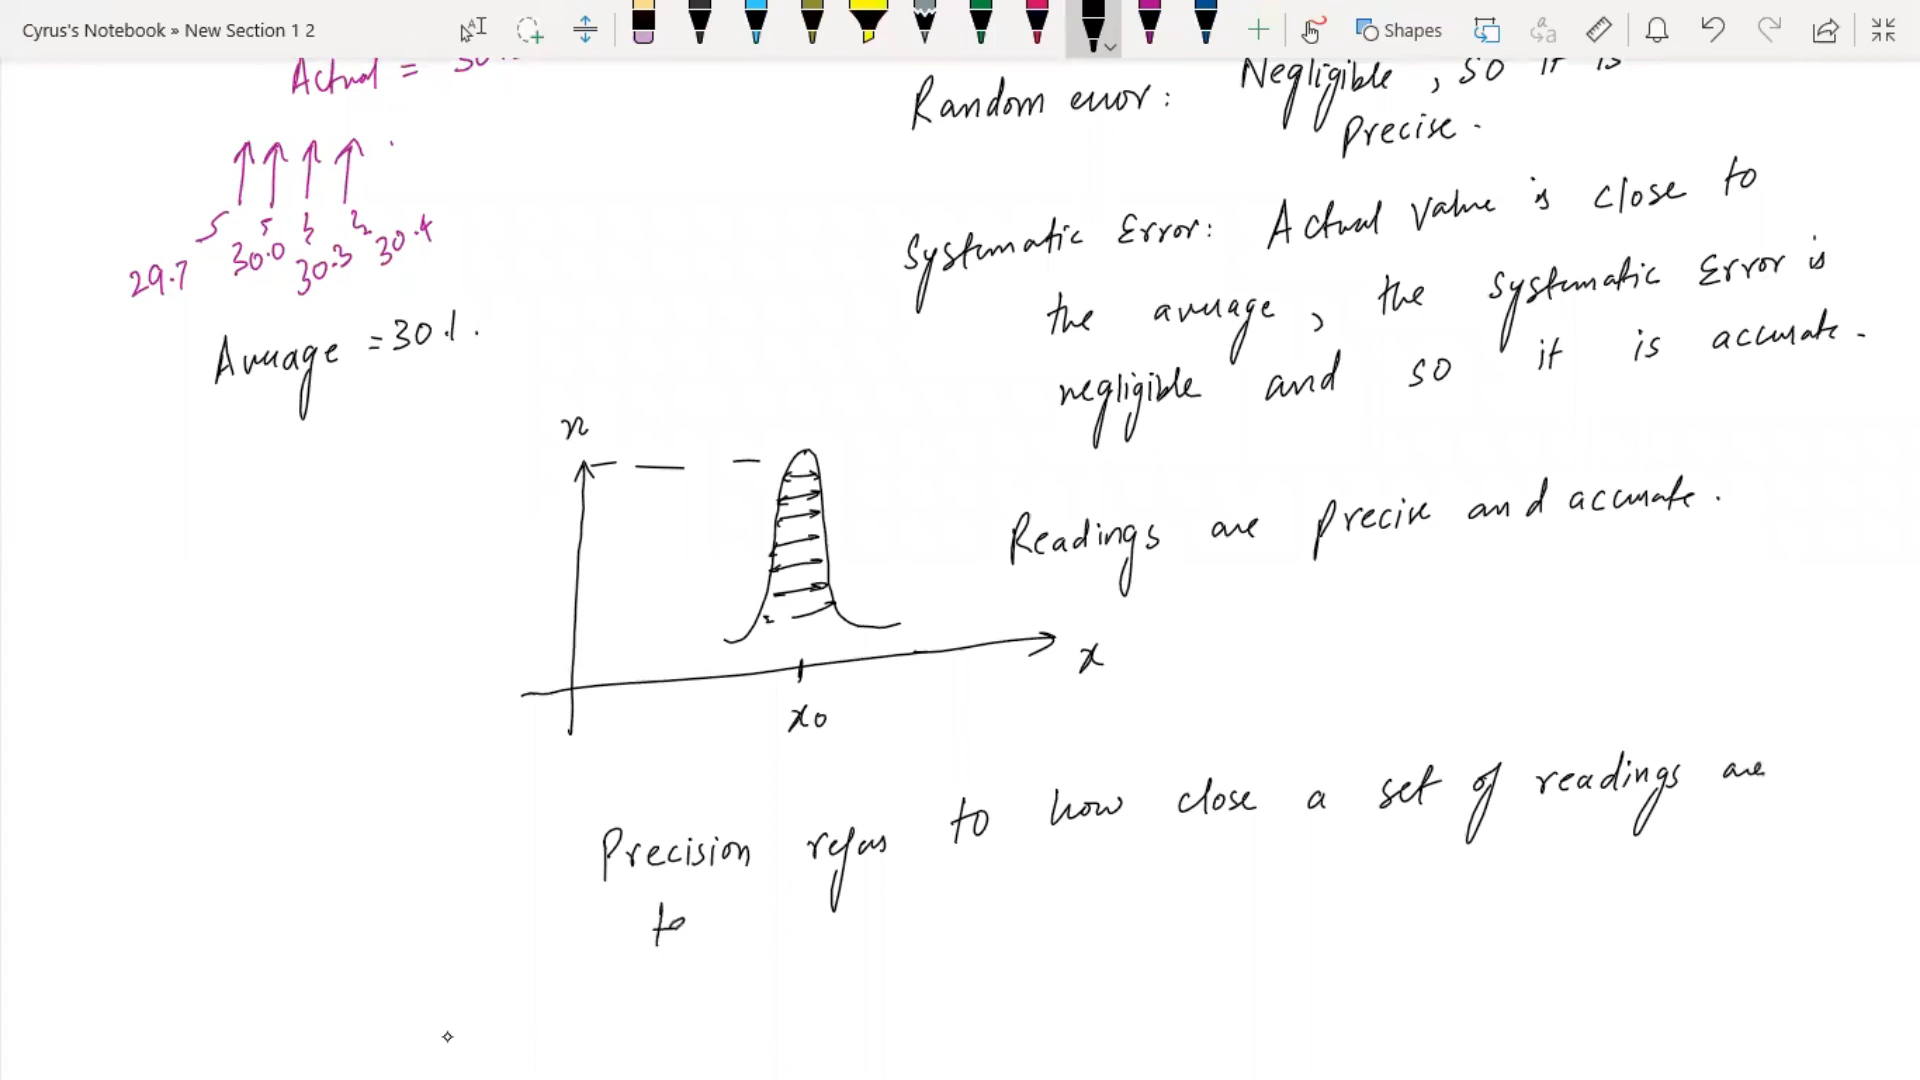 Cyrus's Notebook » New Section 1 2
Shapes
Actual =
Random error: Negligible, so it is
precise.
29.7 30.0 30.3 30.4
Average = 30.1.
Systematic Error: Actual value is close to
the average, the systematic error is
negligible and so it is accurate.
n
x
x0
Readings are precise and accurate.
Precision refers to how close a set of readings are
to